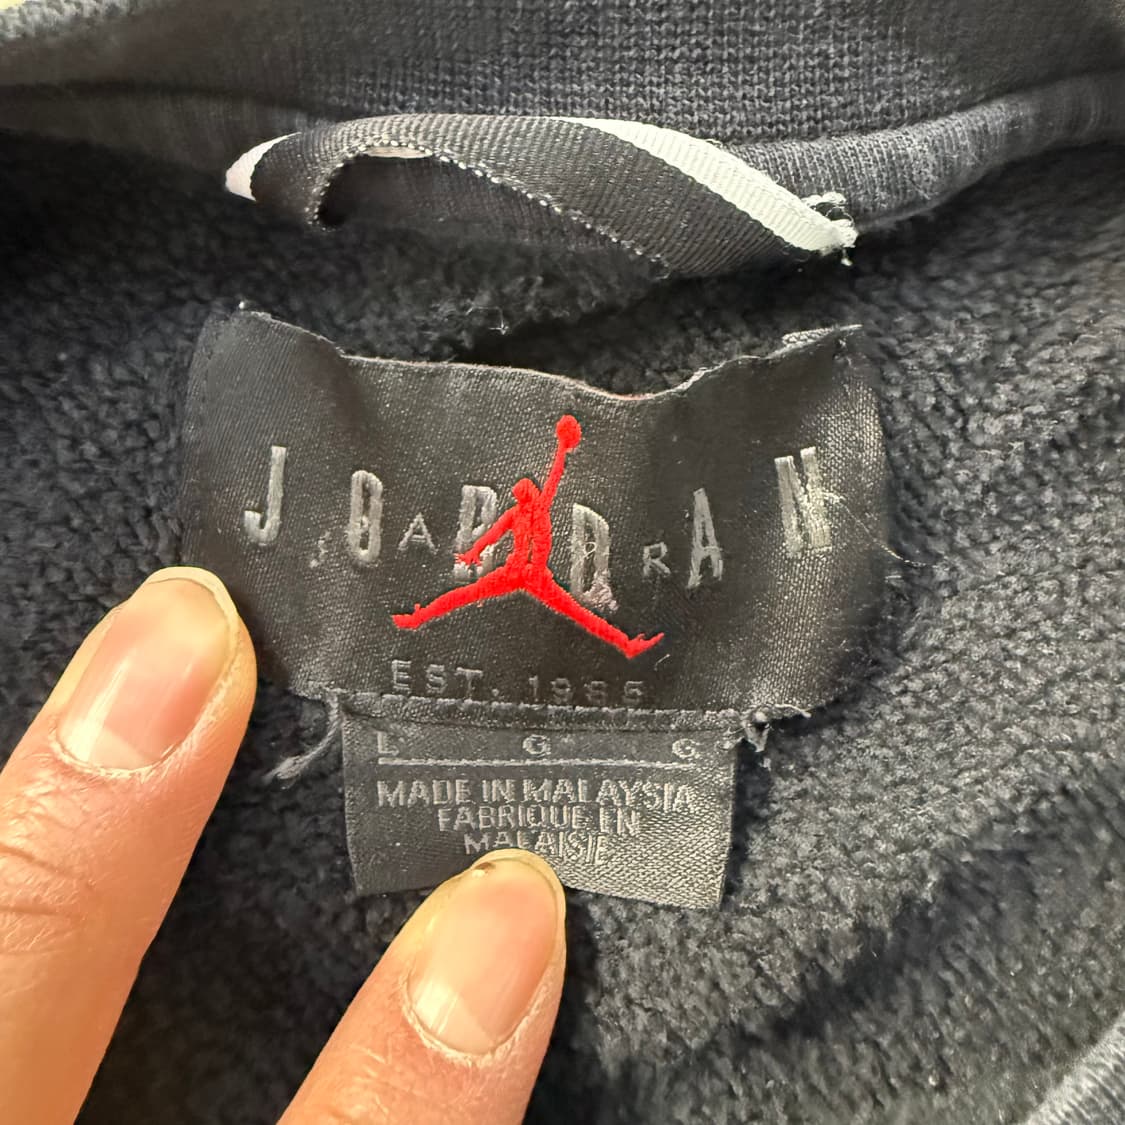 JORDAN
EST. 1985
L G G
MADE IN MALAYSIA
FABRIQUE EN
MALAISIE